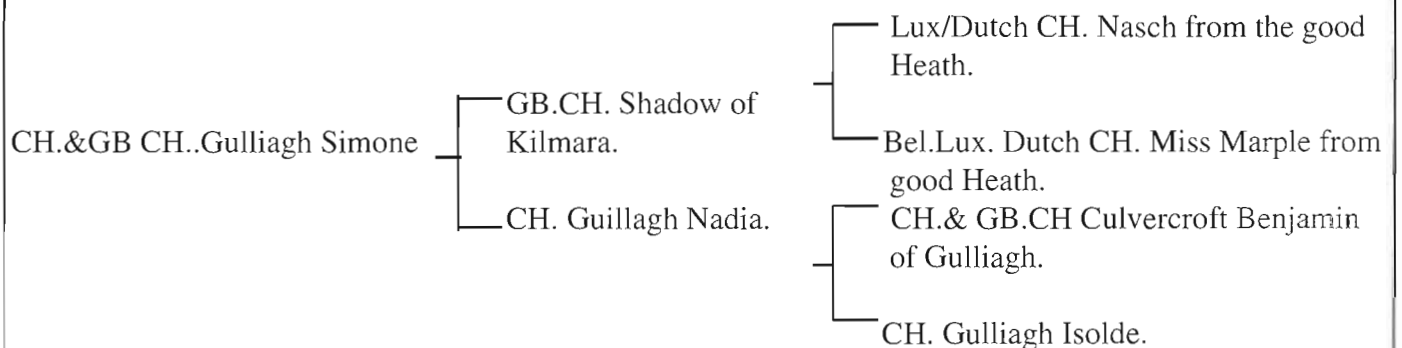 CH.&GB CH..Gulliagh Simone
GB.CH. Shadow of
Kilmara.
CH. Guillagh Nadia.
Lux/Dutch CH. Nasch from the good
Heath.
Bel.Lux. Dutch CH. Miss Marple from
good Heath.
CH.& GB.CH Culvercroft Benjamin
of Gulliagh.
CH. Gulliagh Isolde.